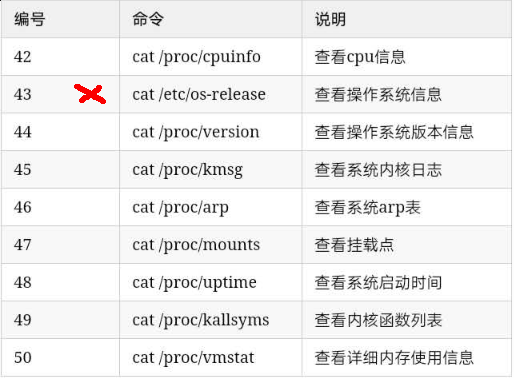 编号 命令 说明
42 cat /proc/cpuinfo 查看cpu信息
43 cat /etc/os-release 查看操作系统信息
44 cat /proc/version 查看操作系统版本信息
45 cat /proc/kmsg 查看系统内核日志
46 cat /proc/arp 查看系统arp表
47 cat /proc/mounts 查看挂载点
48 cat /proc/uptime 查看系统启动时间
49 cat /proc/kallsyms 查看内核函数列表
50 cat /proc/vmstat 查看详细内存使用信息